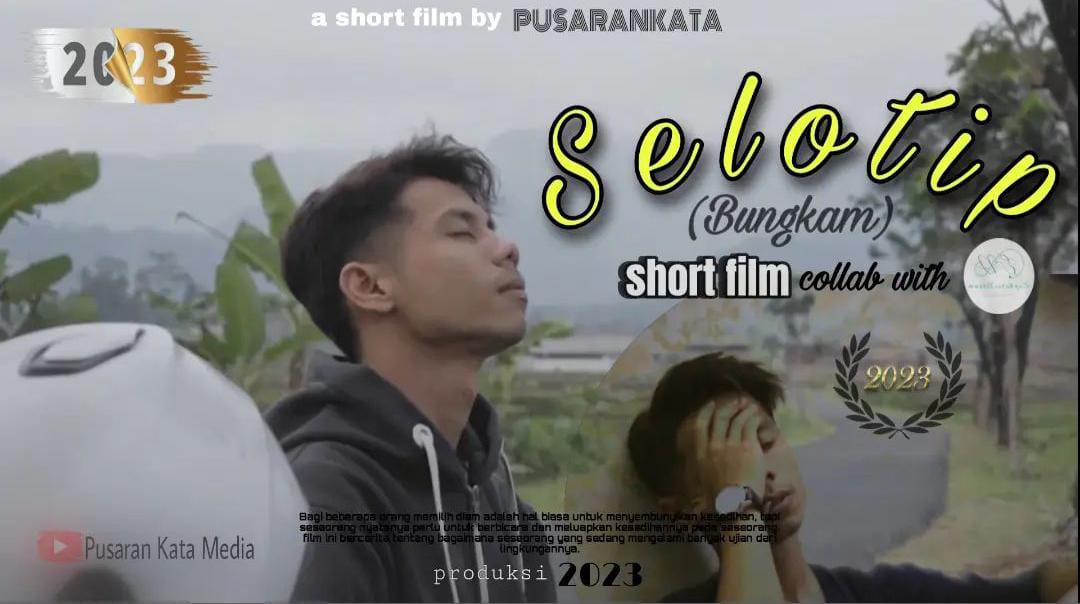 a short film by PUSARANKATA
2023
Selotip
(Bungkam)
short film collab with
2023
Bagi beberapa orang memilih diam adalah hal biasa untuk menyembunyikan kesedihan, tapi
seseorang nyatanya perlu untuk berbicara dan meluapkan kesedihannya pada seseorang.
film ini bercerita tentang bagaimana seseorang yang sedang mengalami banyak ujian dari
lingkungannya.
Pusaran Kata Media
produksi 2023